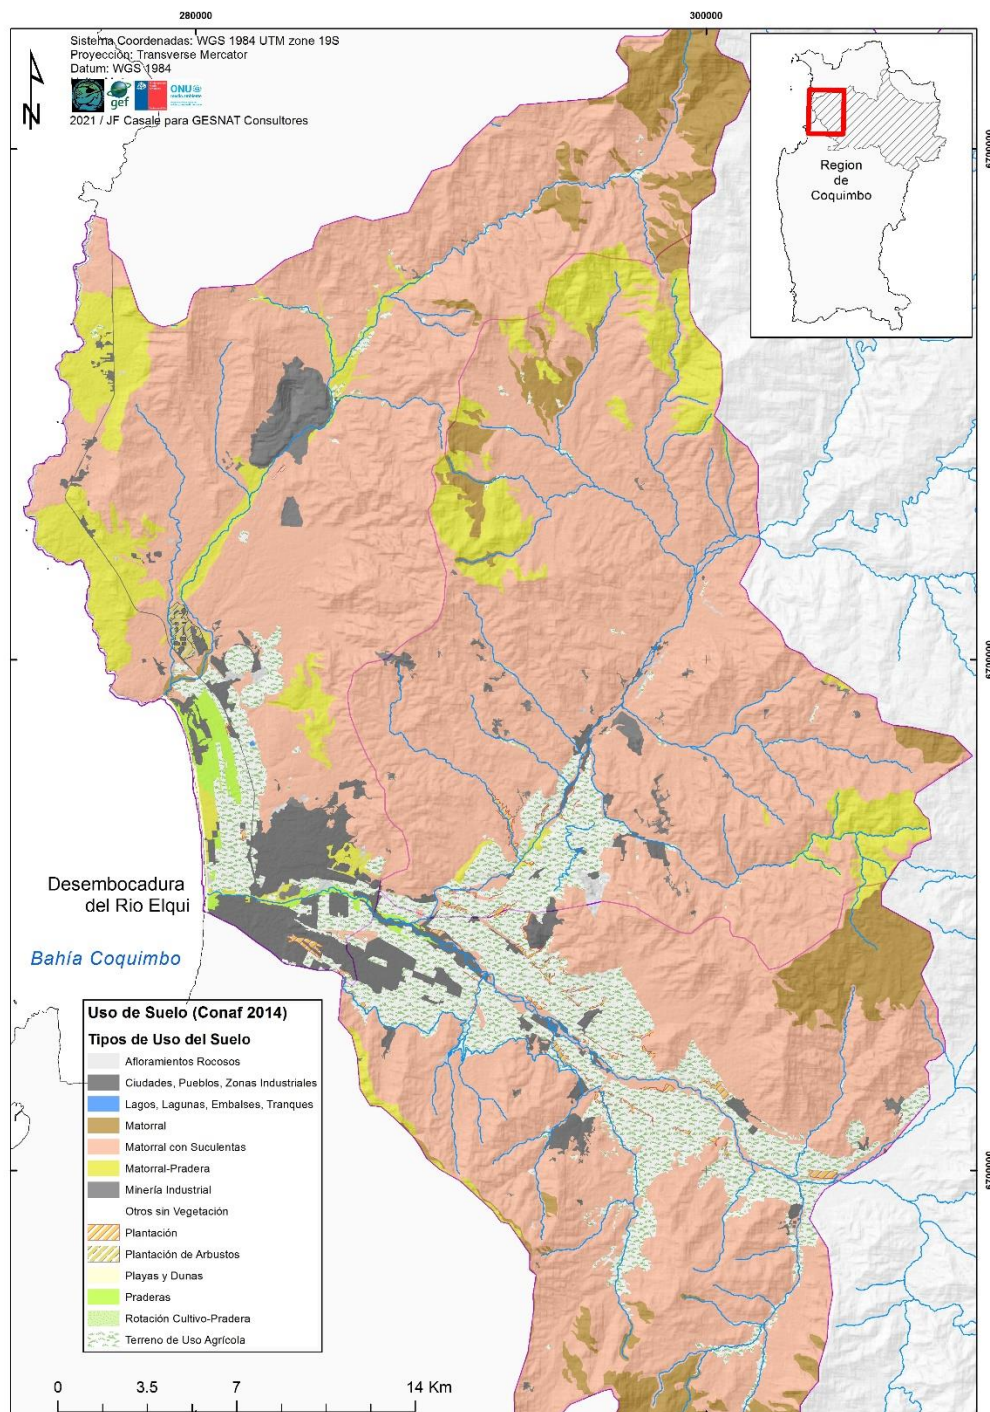 280000
300000
Sistema Coordenadas: WGS 1984 UTM zone 19S
Proyección: Transverse Mercator
Datum: WGS 1984
gef
ONU
2021 / JF Casale para GESNAT Consultores
N
Region
de
Coquimbo
6700000
6700000
6700000
Desembocadura
del Rio Elqui
Bahía Coquimbo
Uso de Suelo (Conaf 2014)
Tipos de Uso del Suelo
Afloramientos Rocosos
Ciudades, Pueblos, Zonas Industriales
Lagos, Lagunas, Embalses, Tranques
Matorral
Matorral con Suculentas
Matorral-Pradera
Minería Industrial
Otros sin Vegetación
Plantación
Plantación de Arbustos
Playas y Dunas
Praderas
Rotación Cultivo-Pradera
Terreno de Uso Agrícola
0 3.5 7 14 Km